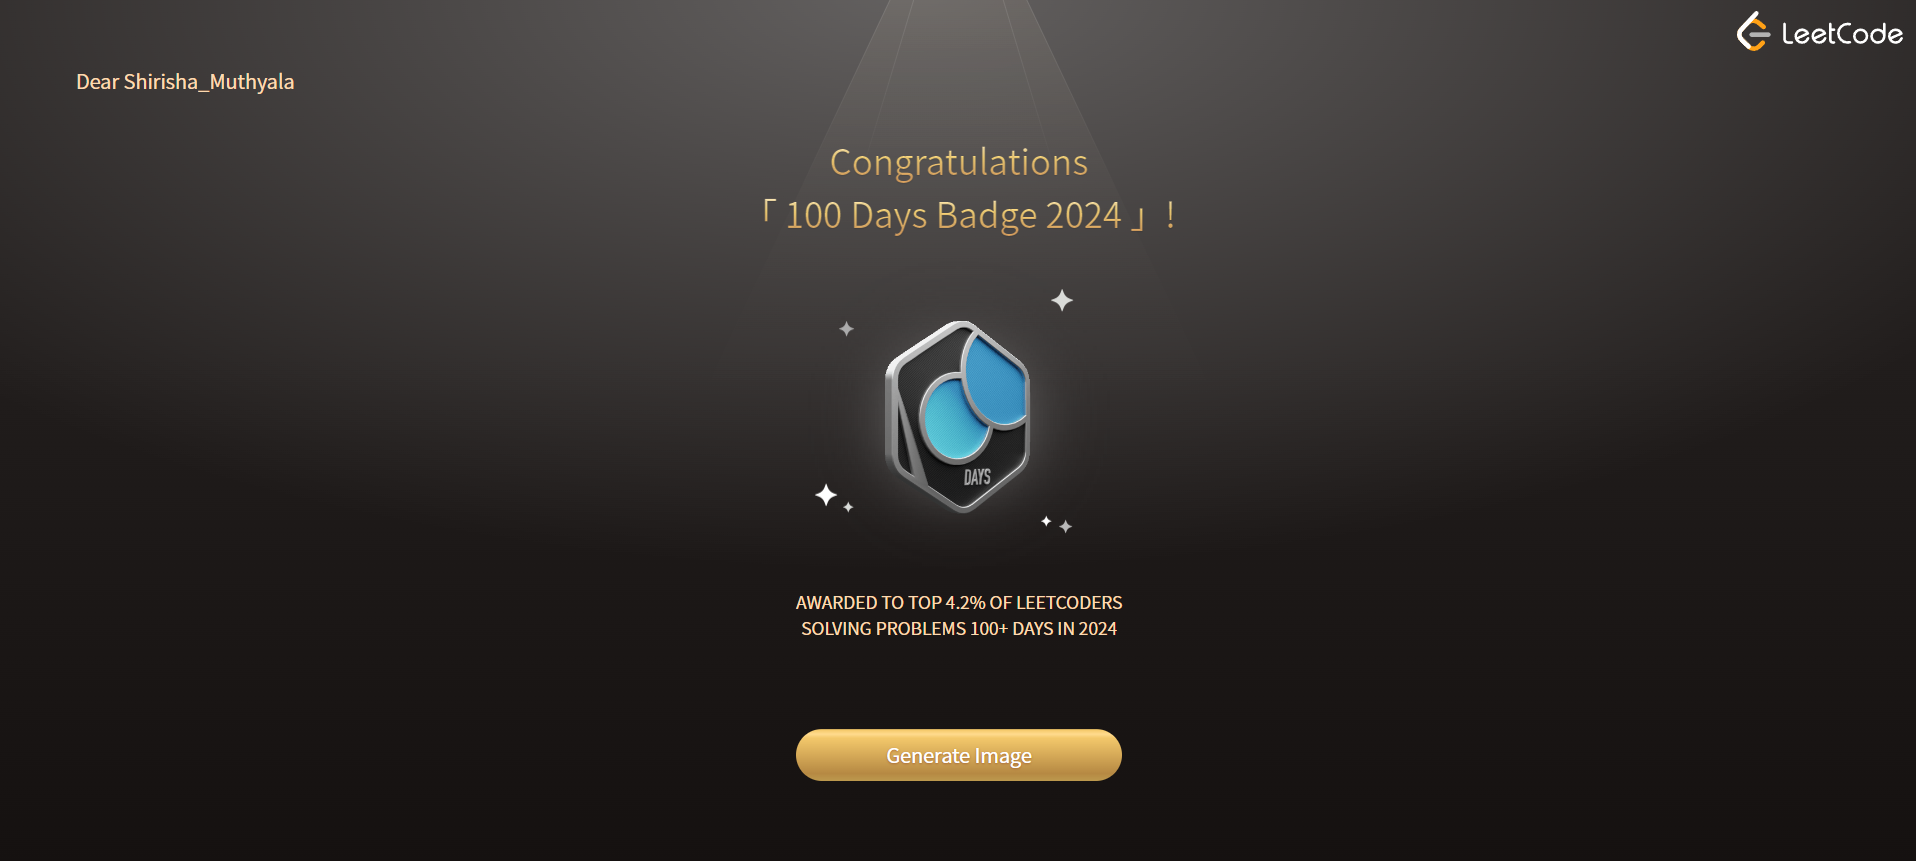 LeetCode
Dear Shirisha_Muthyala
Congratulations
「 100 Days Badge 2024 」!
DAYS
AWARDED TO TOP 4.2% OF LEETCODERS
SOLVING PROBLEMS 100+ DAYS IN 2024
Generate Image